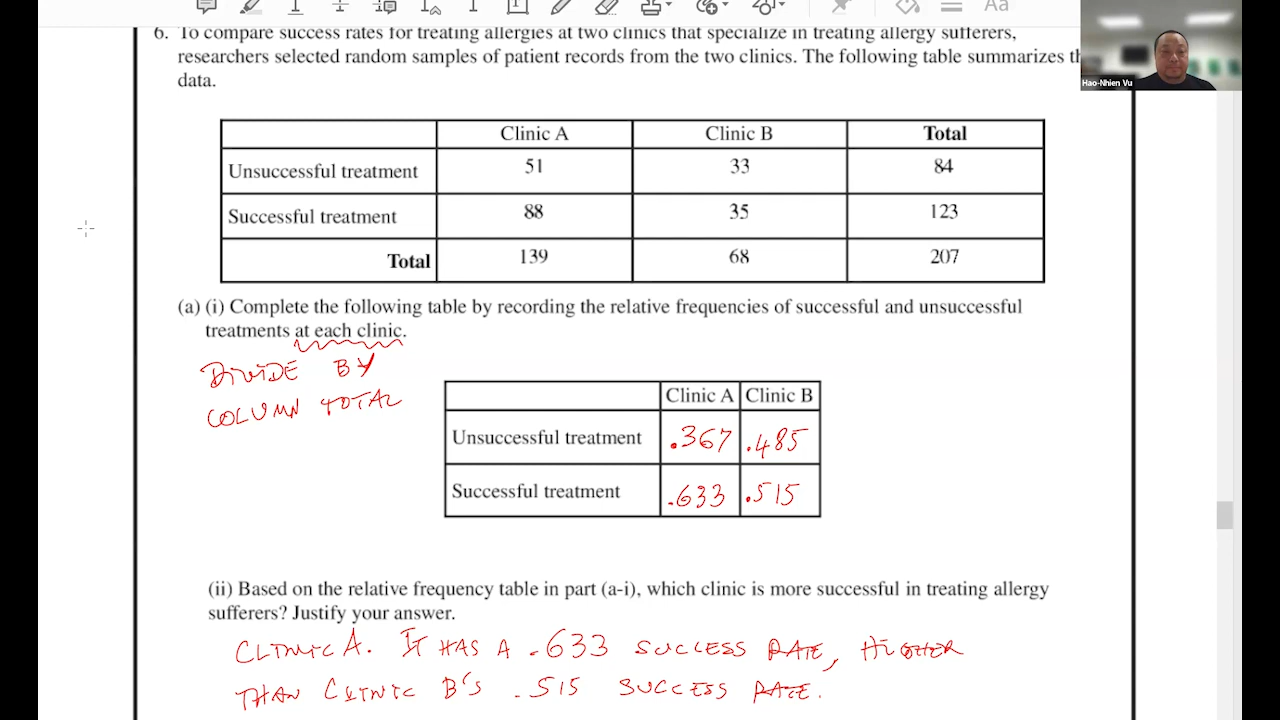 Aa
6. To compare success rates for treating allergies at two clinics that specialize in treating allergy sufferers,
researchers selected random samples of patient records from the two clinics. The following table summarizes
data.
Hao-Nhien Vu
Clinic A Clinic B Total
Unsuccessful treatment 51 33 84
Successful treatment 88 35 123
Total 139 68 207
(a) (i) Complete the following table by recording the relative frequencies of successful and unsuccessful
treatments at each clinic.
DIVIDE BY
COLUMN TOTAL
Clinic A Clinic B
Unsuccessful treatment .367 .485
Successful treatment .633 .515
(ii) Based on the relative frequency table in part (a-i), which clinic is more successful in treating allergy
sufferers? Justify your answer.
CLINIC A. IT HAS A .633 SUCCESS RATE, HIGHER
THAN CLINIC B'S .515 SUCCESS RATE.